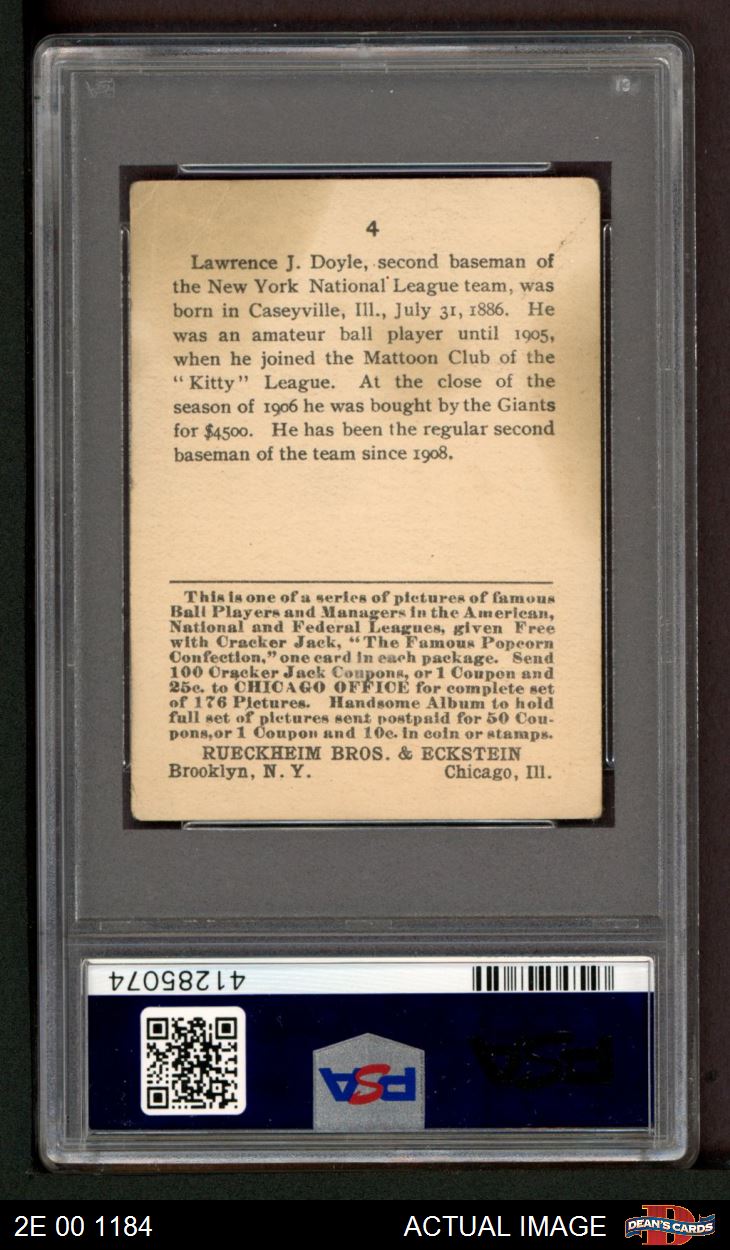 4
Lawrence J. Doyle, second baseman of
the New York National League team, was
born in Caseyville, Ill., July 31, 1886. He
was an amateur ball player until 1905,
when he joined the Mattoon Club of the
"Kitty" League. At the close of the
season of 1906 he was bought by the Giants
for $4500. He has been the regular second
baseman of the team since 1908.
This is one of a series of pictures of famous
Ball Players and Managers in the American,
National and Federal Leagues, given Free
with Cracker Jack, "The Famous Popcorn
Confection," one card in each package. Send
100 Cracker Jack Coupons, or 1 Coupon and
25c. to CHICAGO OFFICE for complete set
of 176 Pictures. Handsome Album to hold
full set of pictures sent postpaid for 50 Cou-
pons, or 1 Coupon and 10c. in coin or stamps.
RUECKHEIM BROS. & ECKSTEIN
Brooklyn, N. Y. Chicago, Ill.
41285074
PSA
PSA
2E 00 1184 ACTUAL IMAGE DEAN'S CARDS